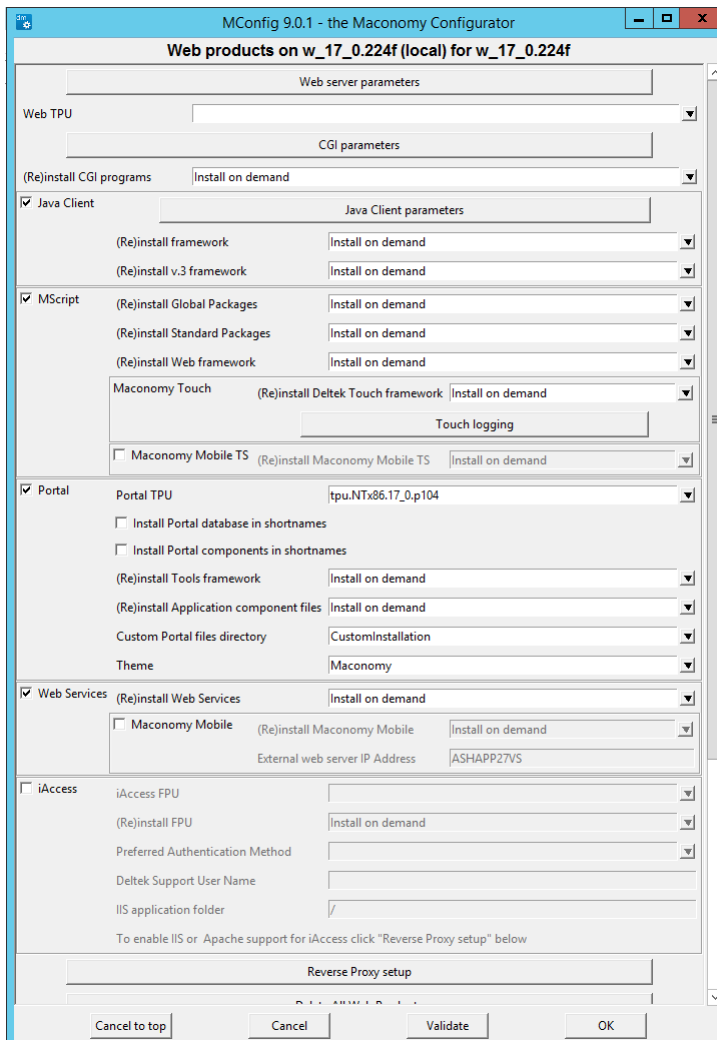 MConfig 9.0.1 - the Maconomy Configurator
Web products on w_17_0.224f (local) for w_17_0.224f
Web server parameters
Web TPU
CGI parameters
(Re)install CGI programs Install on demand
Java Client Java Client parameters
(Re)install framework Install on demand
(Re)install v.3 framework Install on demand
MScript (Re)install Global Packages Install on demand
(Re)install Standard Packages Install on demand
(Re)install Web framework Install on demand
Maconomy Touch (Re)install Deltek Touch framework Install on demand
Touch logging
Maconomy Mobile TS (Re)install Maconomy Mobile TS Install on demand
Portal Portal TPU tpu.NTx86.17_0.p104
Install Portal database in shortnames
Install Portal components in shortnames
(Re)install Tools framework Install on demand
(Re)install Application component files Install on demand
Custom Portal files directory CustomInstallation
Theme Maconomy
Web Services (Re)install Web Services Install on demand
Maconomy Mobile (Re)install Maconomy Mobile Install on demand
External web server IP Address ASHAPP27VS
iAccess iAccess FPU
(Re)install FPU Install on demand
Preferred Authentication Method
Deltek Support User Name
IIS application folder /
To enable IIS or Apache support for iAccess click "Reverse Proxy setup" below
Reverse Proxy setup
Cancel to top Cancel Validate OK